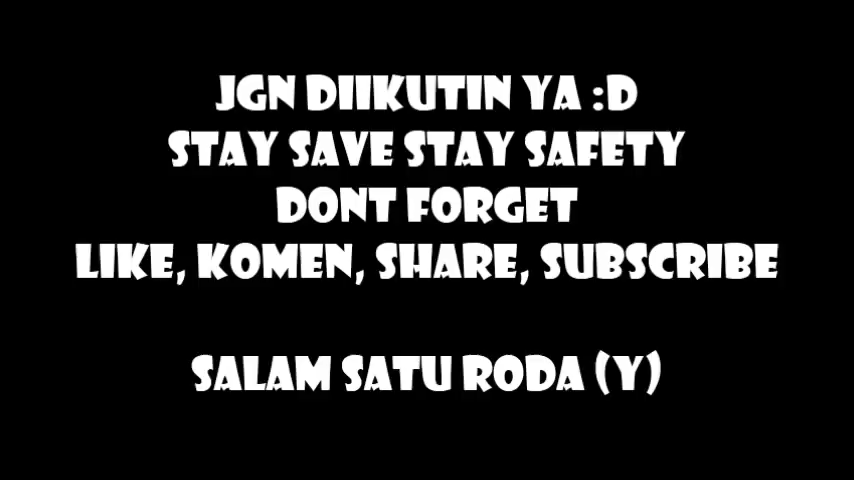 JGN DIIKUTIN YA :D
STAY SAVE STAY SAFETY
DONT FORGET
LIKE, KOMEN, SHARE, SUBSCRIBE
SALAM SATU RODA (Y)